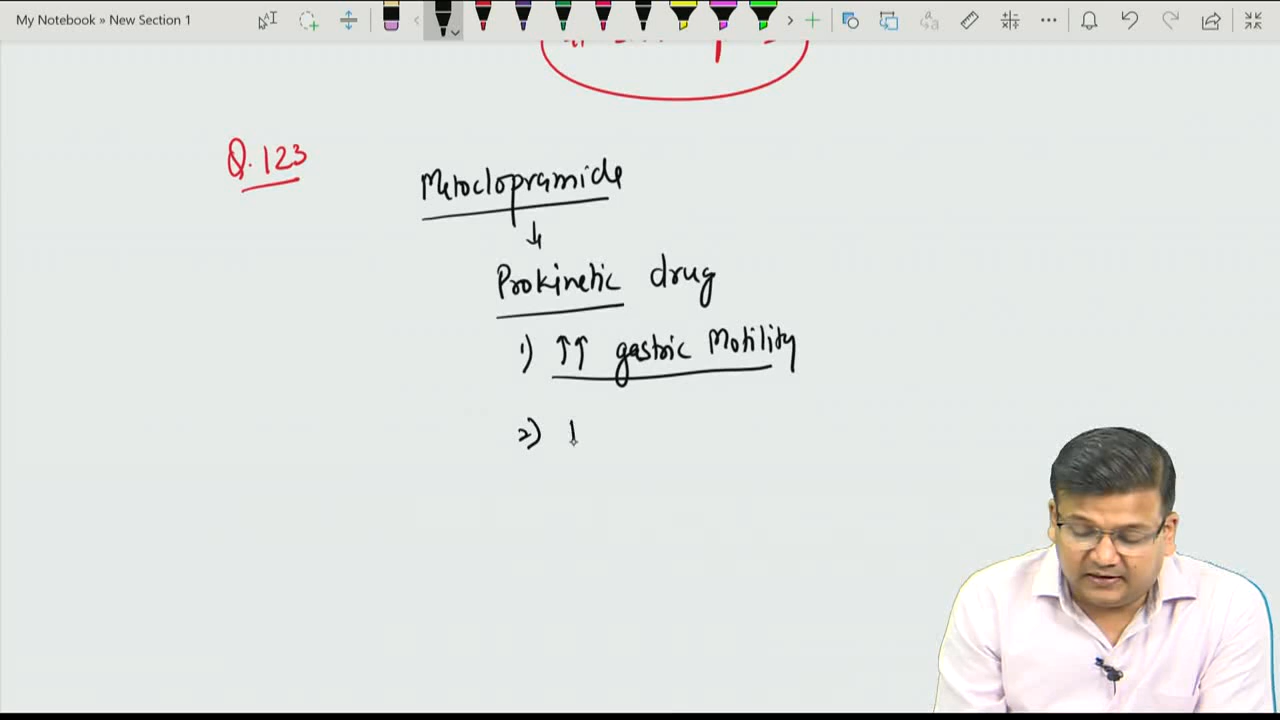 My Notebook » New Section 1
Q. 123
Metoclopramide
↓
Prokinetic drug
1) ↑↑ gastric Motility
2)